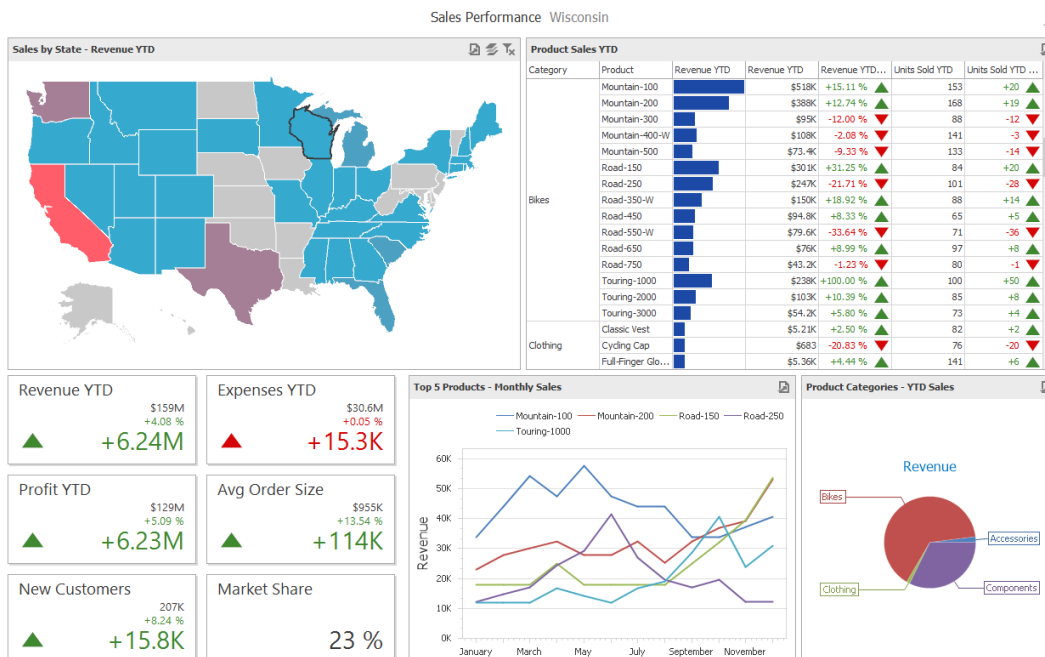 Sales Performance Wisconsin
Sales by State - Revenue YTD
Product Sales YTD
Category Product Revenue YTD Revenue YTD Revenue YTD... Units Sold YTD Units Sold YTD ...
Bikes
Mountain-100 $518K +15.11 % 153 +20
Mountain-200 $388K +12.74 % 168 +19
Mountain-300 $95K -12.00 % 88 -12
Mountain-400-W $108K -2.08 % 141 -3
Mountain-500 $73.4K -9.33 % 133 -14
Road-150 $301K +31.25 % 84 +20
Road-250 $247K -21.71 % 101 -28
Road-350-W $150K +18.92 % 88 +14
Road-450 $94.8K +8.33 % 65 +5
Road-550-W $79.6K -33.64 % 71 -36
Road-650 $76K +8.99 % 97 +8
Road-750 $43.2K -1.23 % 80 -1
Touring-1000 $238K +100.00 % 100 +50
Touring-2000 $103K +10.39 % 85 +8
Touring-3000 $54.2K +5.80 % 73 +4
Clothing
Classic Vest $5.21K +2.50 % 82 +2
Cycling Cap $683 -20.83 % 76 -20
Full-Finger Glo... $5.36K +4.44 % 141 +6
Revenue YTD
$159M
+4.08 %
+6.24M
Expenses YTD
$30.6M
+0.05 %
+15.3K
Profit YTD
$129M
+5.09 %
+6.23M
Avg Order Size
$955K
+13.54 %
+114K
New Customers
207K
+8.24 %
+15.8K
Market Share
23 %
Top 5 Products - Monthly Sales
Mountain-100 Mountain-200 Road-150 Road-250
Touring-1000
Revenue
60K
50K
40K
30K
20K
10K
0K
January March May July September November
Product Categories - YTD Sales
Revenue
Bikes
Accessories
Components
Clothing